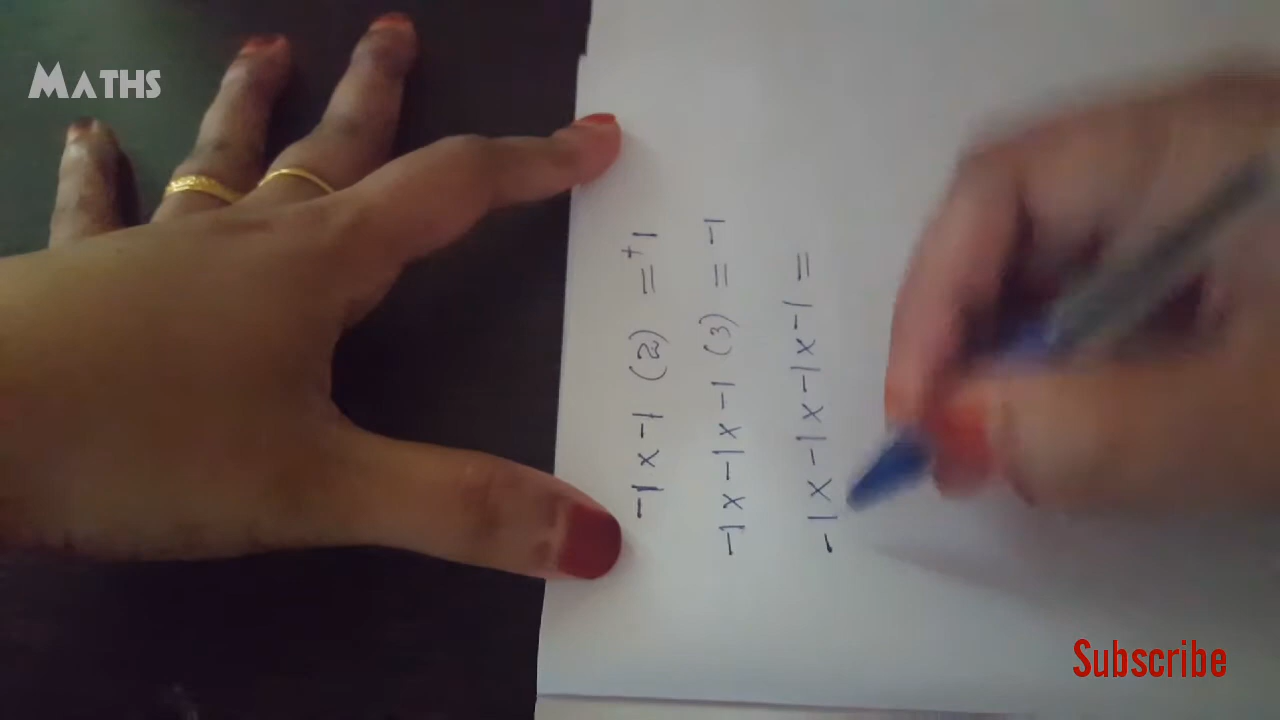 MATHS
-1 x -1 (2) = +1
-1 x -1 x -1 (3) = -1
-1 x -1 x -1 x -1 =
Subscribe